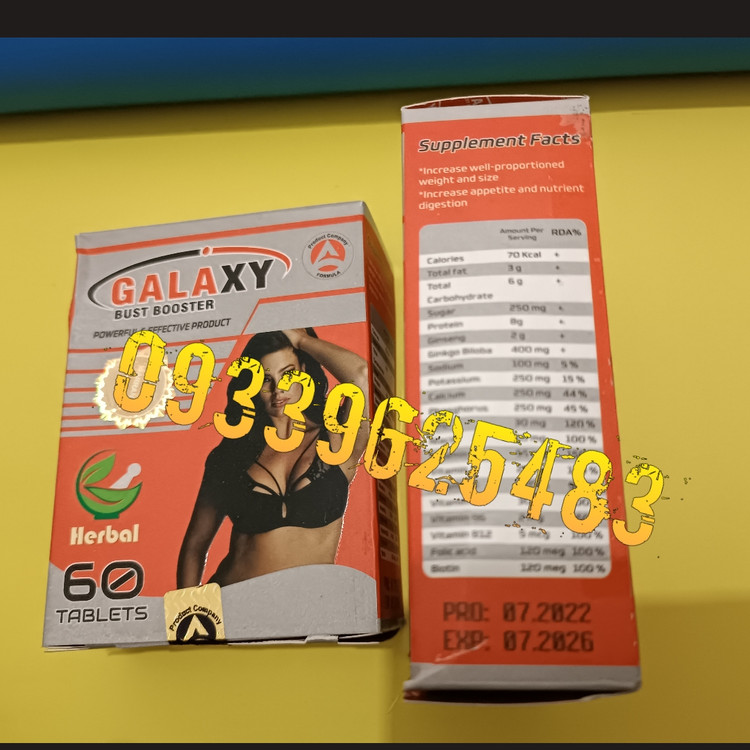 GALAXY
BUST BOOSTER
POWERFUL & EFFECTIVE PRODUCT
Product Company
FORMULA
Herbal
60
TABLETS
Product Company
09339625483
Supplement Facts
*Increase well-proportioned
weight and size
*Increase appetite and nutrient
digestion
Amount Per
Serving
RDA%
Calories 70 Kcal +
Total fat 3 g +
Total 6 g +
Carbohydrate
Sugar 250 mg +
Protein 8g +
Ginseng 2 g +
Ginkgo Biloba 400 mg +
Sodium 100 mg 5 %
Potassium 250 mg 15 %
Calcium 250 mg 44 %
250 mg 45 %
120 %
100 %
Vitamin B12 100 %
Folic acid 120 meg 100 %
Biotin 120 meg 100 %
PRO: 07.2022
EXP: 07.2026